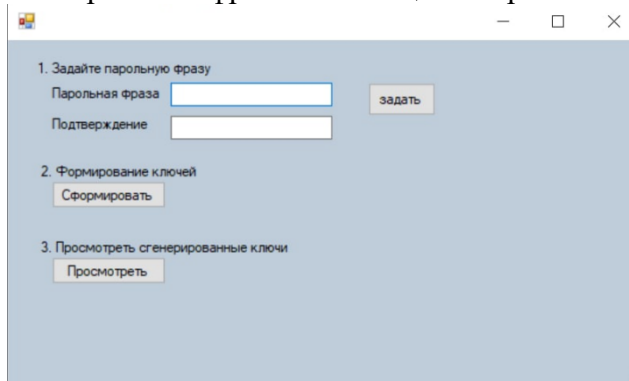 1. Задайте парольную фразу
Парольная фраза
задать
Подтверждение
2. Формирование ключей
Сформировать
3. Просмотреть сгенерированные ключи
Просмотреть